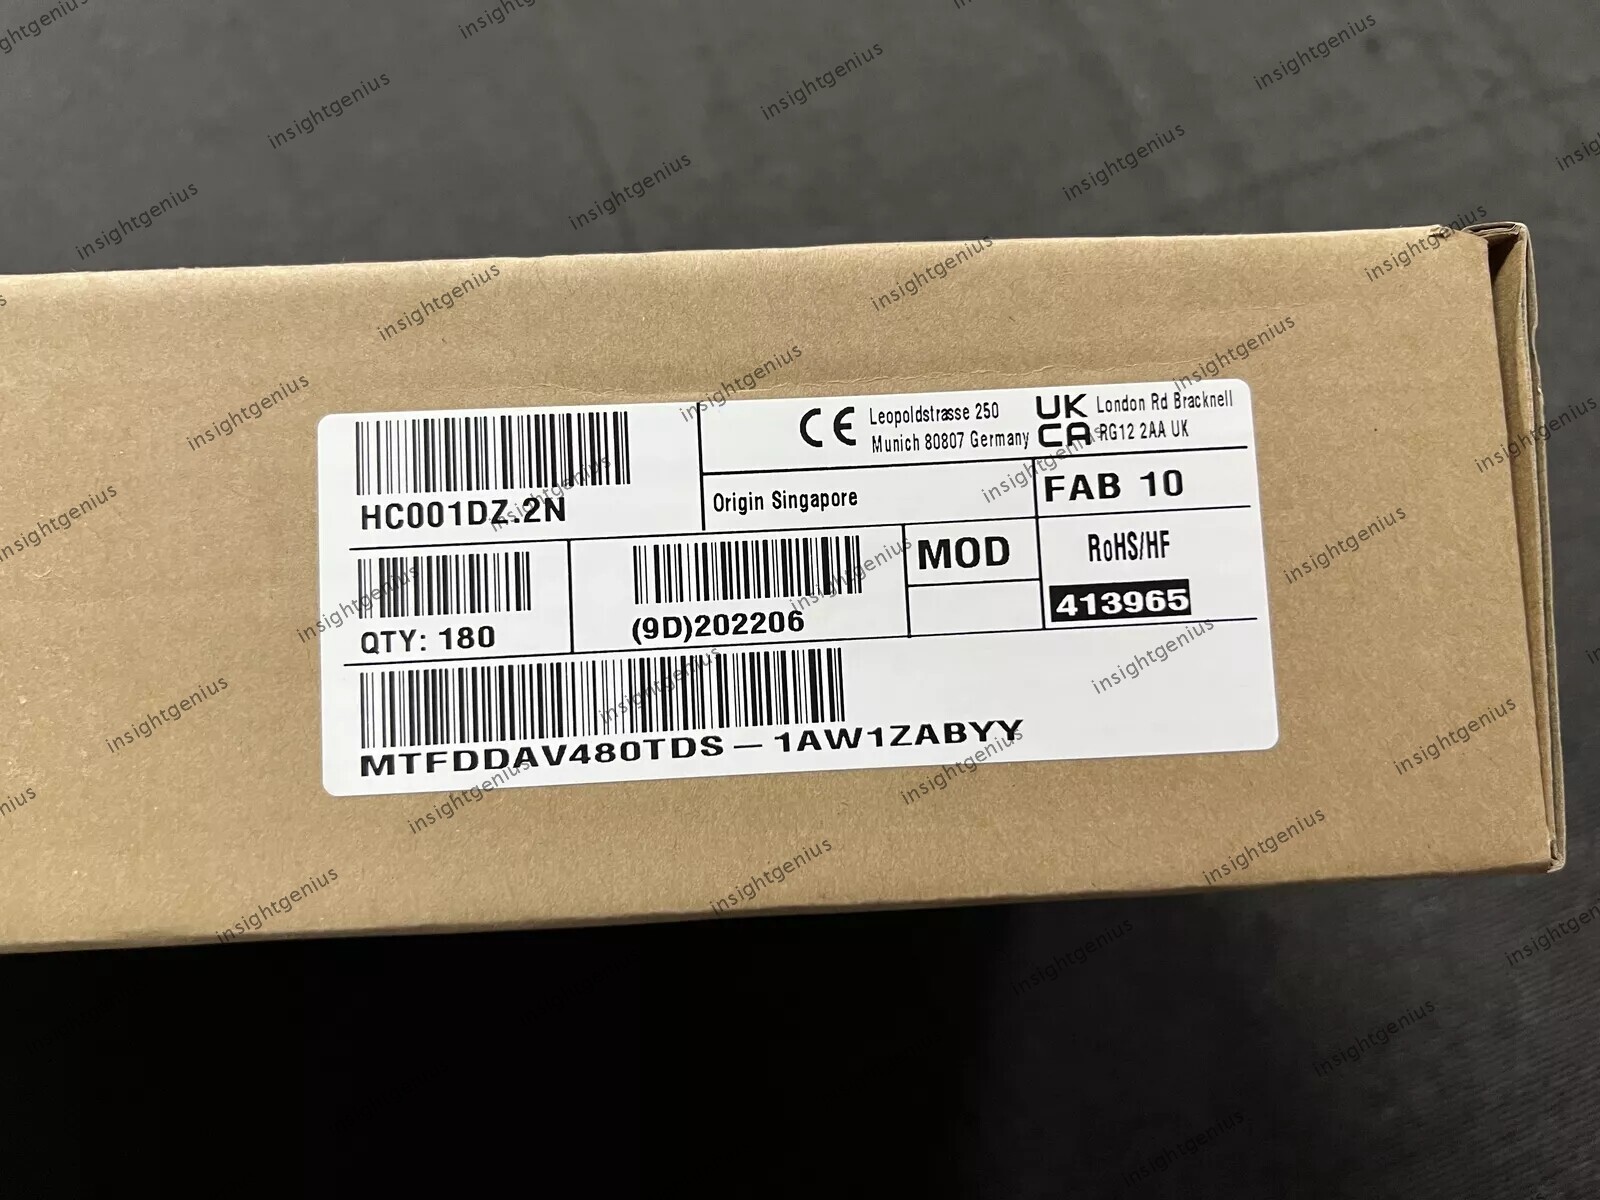 HC001DZ.2N
CE Leopoldstrasse 250
Munich 80807 Germany
UK London Rd Bracknell
CA RG12 2AA UK
Origin Singapore
FAB 10
QTY: 180
(9D)202206
MOD
RoHS/HF
413965
MTFDDAV480TDS-1AW1ZABYY
insightgenius